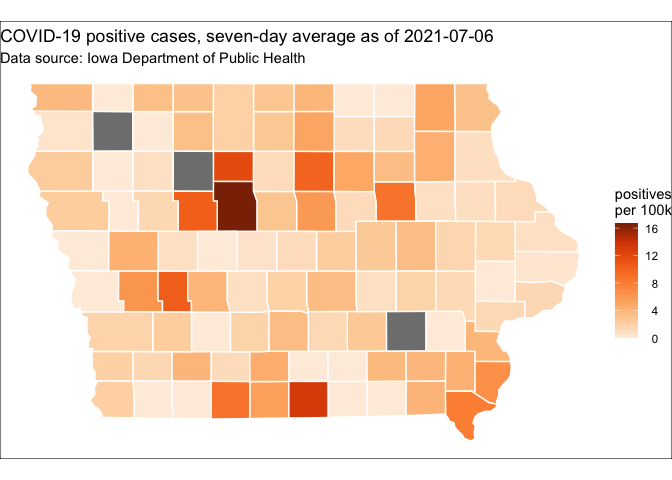 COVID-19 positive cases, seven-day average as of 2021-07-06
Data source: Iowa Department of Public Health
positives
per 100k
16
12
8
4
0